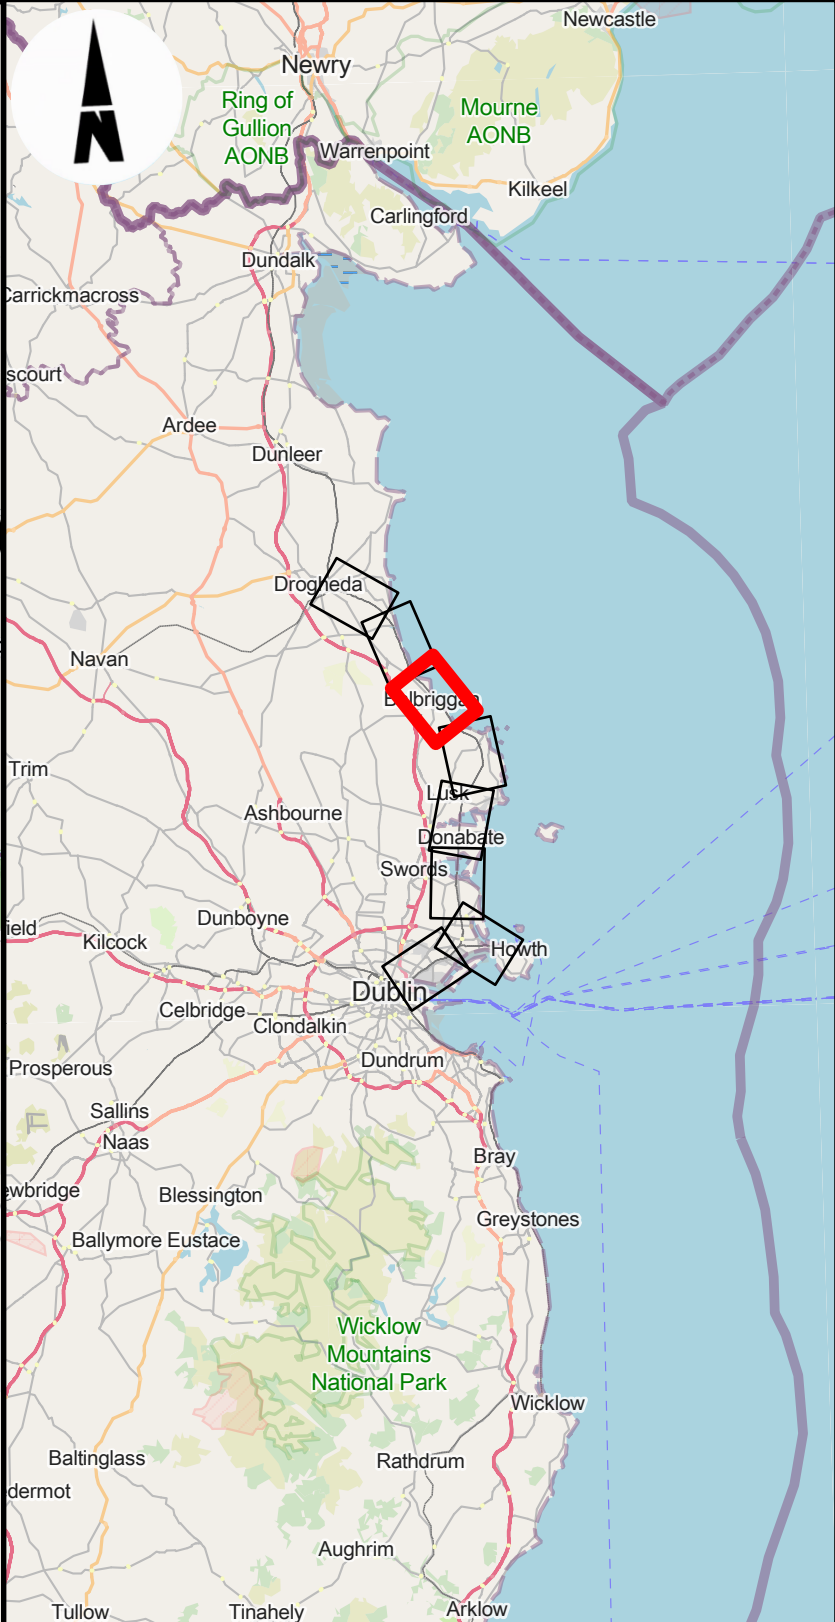 Newcastle
Newry
Ring of
Gullion
AONB
Mourne
AONB
N
Warrenpoint
Kilkeel
Carlingford
Dundalk
Carrickmacross
scourt
Ardee
Dunleer
Drogheda
Navan
Balbriggan
Trim
Lusk
Ashbourne
Donabate
Swords
Dunboyne
ield
Kilcock
Howth
Dublin
Celbridge
Clondalkin
Dundrum
Prosperous
Sallins
Naas
Bray
ewbridge
Blessington
Greystones
Ballymore Eustace
Wicklow
Mountains
National Park
Wicklow
Baltinglass
Rathdrum
dermot
Aughrim
Tullow
Tinahely
Arklow